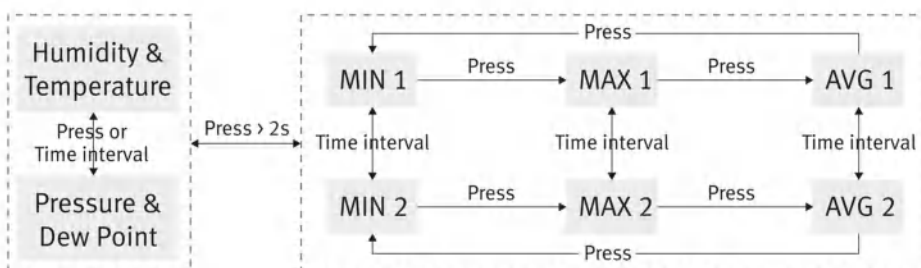 Humidity &
Temperature
Press or
Time interval
Pressure &
Dew Point
Press > 2s
Press
MIN 1
Press
MAX 1
Press
AVG 1
Time interval
Time interval
Time interval
MIN 2
Press
MAX 2
Press
AVG 2
Press